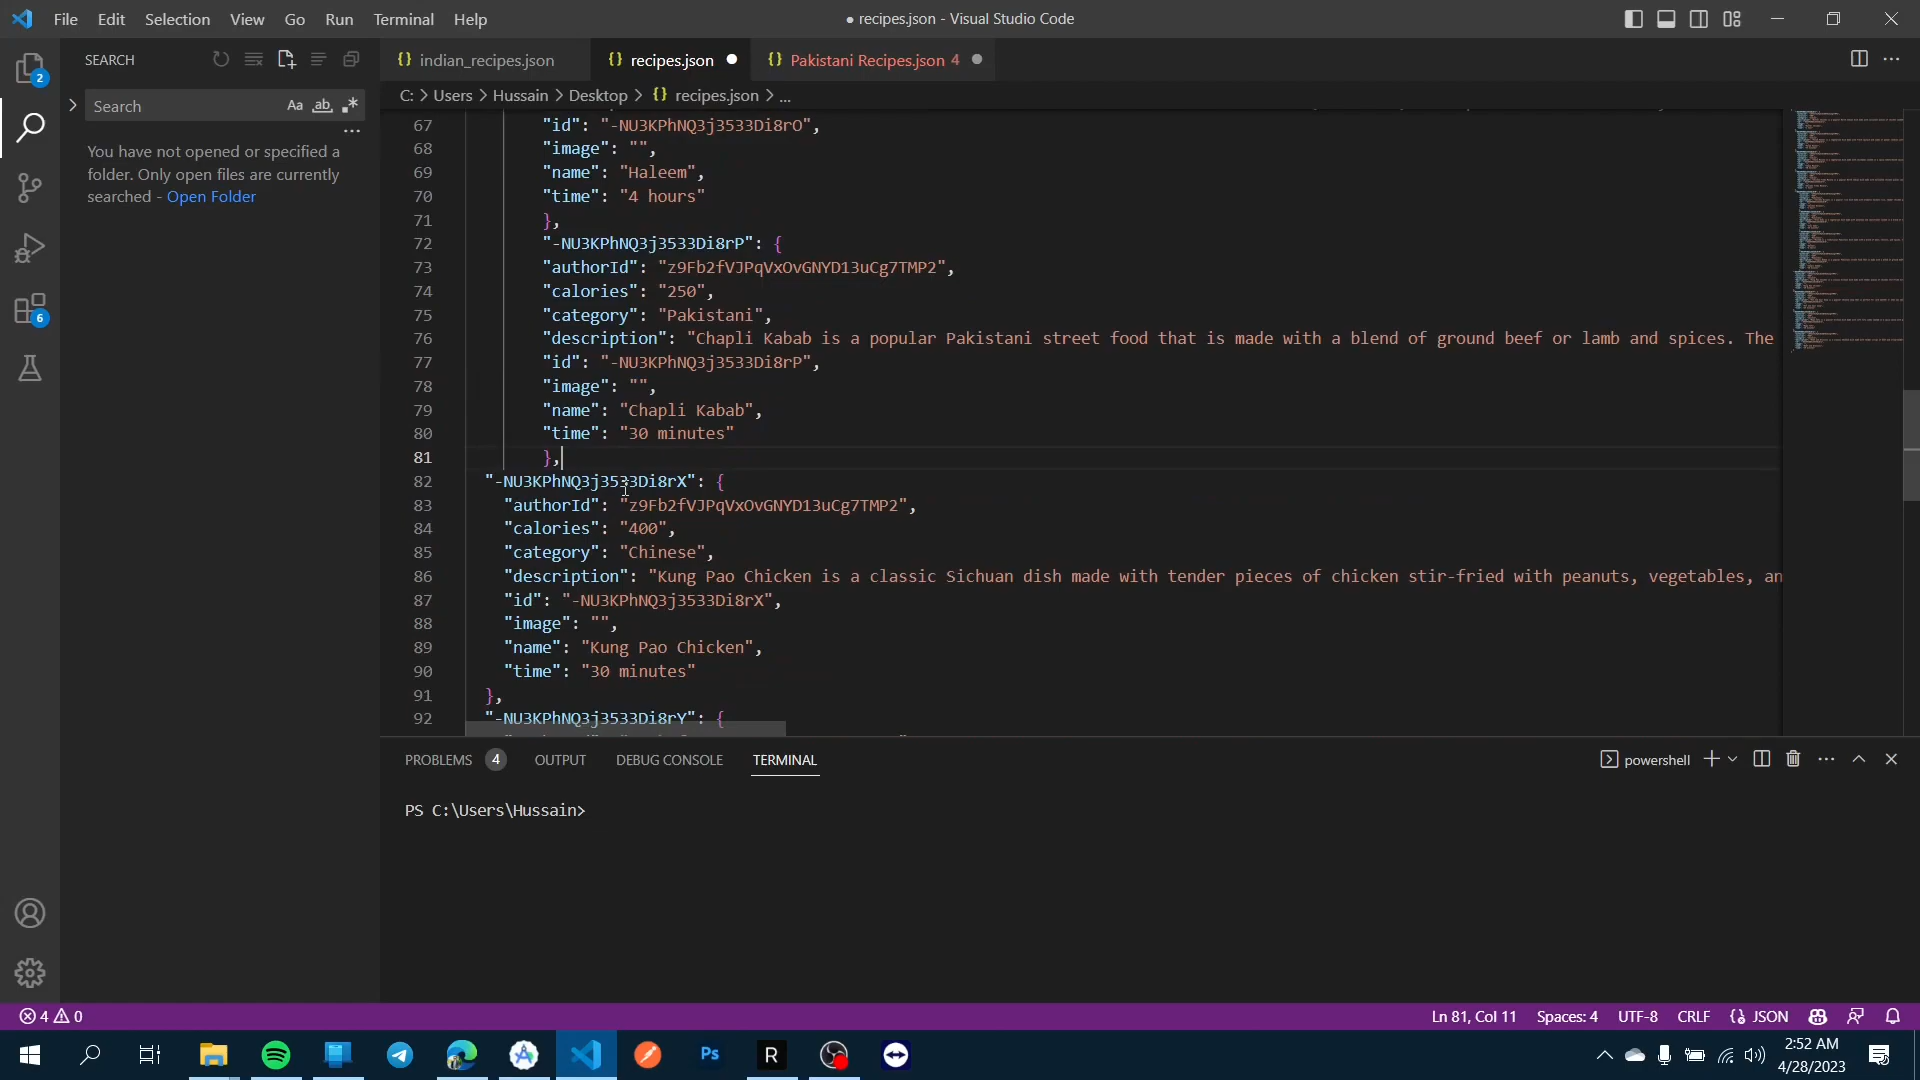 File Edit Selection View Go Run Terminal Help
● recipes.json - Visual Studio Code
2
6
SEARCH
Search
Aa ab
You have not opened or specified a
folder. Only open files are currently
searched - Open Folder
indian_recipes.json
recipes.json
Pakistani Recipes.json 4
C: > Users > Hussain > Desktop > {} recipes.json > ...
67 "id": "-NU3KPhNQ3j3533Di8rO",
68 "image": "",
69 "name": "Haleem",
70 "time": "4 hours"
71 },
72 "-NU3KPhNQ3j3533Di8rP": {
73 "authorId": "z9Fb2fVJPqVxOvGNYD13uCg7TMP2",
74 "calories": "250",
75 "category": "Pakistani",
76 "description": "Chapli Kabab is a popular Pakistani street food that is made with a blend of ground beef or lamb and spices. The
77 "id": "-NU3KPhNQ3j3533Di8rP",
78 "image": "",
79 "name": "Chapli Kabab",
80 "time": "30 minutes"
81 },
82 "-NU3KPhNQ3j3533Di8rX": {
83 "authorId": "z9Fb2fVJPqVxOvGNYD13uCg7TMP2",
84 "calories": "400",
85 "category": "Chinese",
86 "description": "Kung Pao Chicken is a classic Sichuan dish made with tender pieces of chicken stir-fried with peanuts, vegetables, an
87 "id": "-NU3KPhNQ3j3533Di8rX",
88 "image": "",
89 "name": "Kung Pao Chicken",
90 "time": "30 minutes"
91 },
92 "-NU3KPhNQ3j3533Di8rY": {
PROBLEMS 4 OUTPUT DEBUG CONSOLE TERMINAL
powershell
PS C:\Users\Hussain>
4 0
Ln 81, Col 11 Spaces: 4 UTF-8 CRLF {} JSON
Ps
R
2:52 AM
4/28/2023